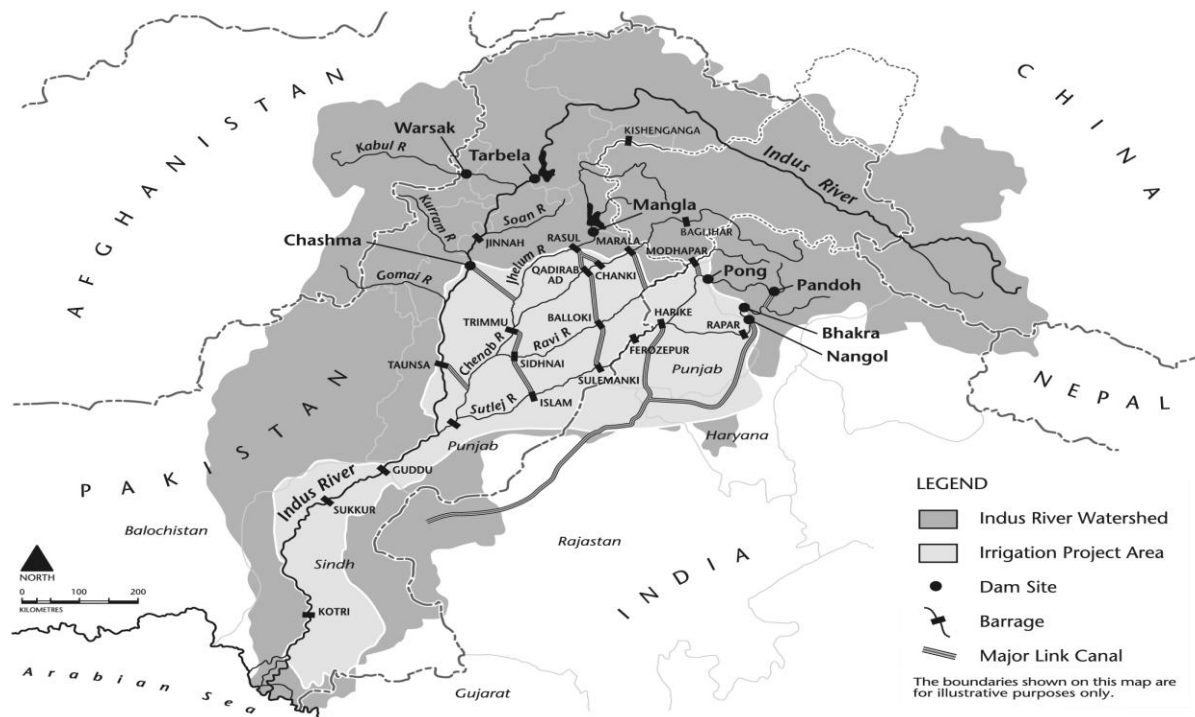 AFGHANISTAN
CHINA
KISHENGANGA
Warsak
Kabul R
Tarbela
Indus River
Kurram R
Soan R
Mangla
Chashma
JINNAH
RASUL
MARALA
BAGLIHAR
MODHAPAR
Jhelum R
QADIRAB
AD
CHANKI
Pong
Pandoh
Gomai R
TRIMMU
BALLOKI
HARIKE
RAPAR
Bhakra
Nangol
Chenab R
Ravi R
SIDHNAI
FEROZEPUR
TAUNSA
SULEMANKI
Punjab
NEPAL
Sutlej R
ISLAM
Punjab
Haryana
PAKISTAN
Indus River
GUDDU
SUKKUR
Balochistan
Rajastan
INDIA
Sindh
NORTH
0 100 200
KILOMETRES
KOTRI
Arabian Sea
Gujarat
LEGEND
Indus River Watershed
Irrigation Project Area
Dam Site
Barrage
Major Link Canal
The boundaries shown on this map are
for illustrative purposes only.